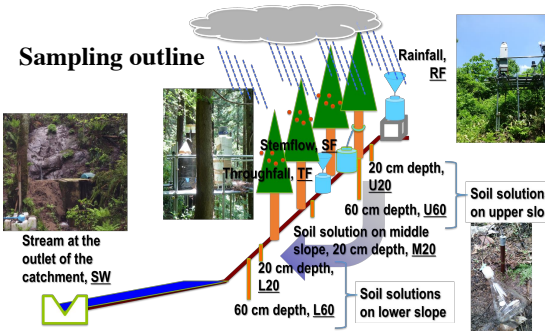 Sampling outline
Rainfall,
RF
Stemflow, SF
Throughfall, TF
20 cm depth,
U20
60 cm depth, U60
Soil solution
on upper slo
Soil solution on middle
slope, 20 cm depth, M20
Stream at the
outlet of the
catchment, SW
20 cm depth,
L20
60 cm depth, L60
Soil solutions
on lower slope